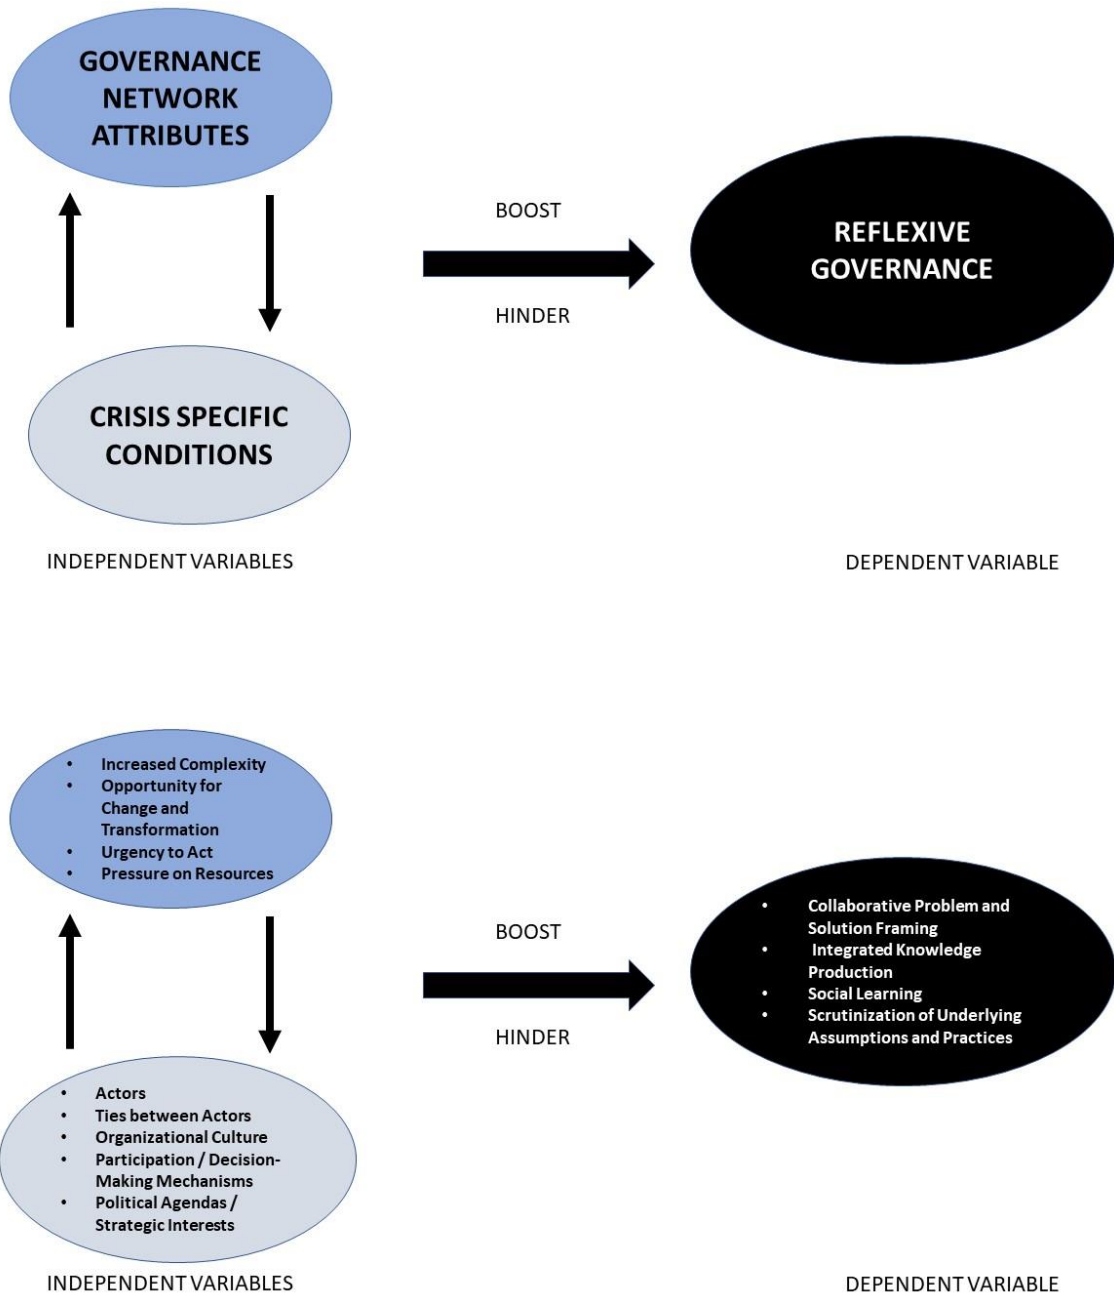 GOVERNANCE
NETWORK
ATTRIBUTES
BOOST
REFLEXIVE
GOVERNANCE
HINDER
CRISIS SPECIFIC
CONDITIONS
INDEPENDENT VARIABLES
DEPENDENT VARIABLE
• Increased Complexity
• Opportunity for
Change and
Transformation
• Urgency to Act
• Pressure on Resources
BOOST
• Collaborative Problem and
Solution Framing
• Integrated Knowledge
Production
• Social Learning
• Scrutinization of Underlying
Assumptions and Practices
HINDER
• Actors
• Ties between Actors
• Organizational Culture
• Participation / Decision-
Making Mechanisms
• Political Agendas /
Strategic Interests
INDEPENDENT VARIABLES
DEPENDENT VARIABLE